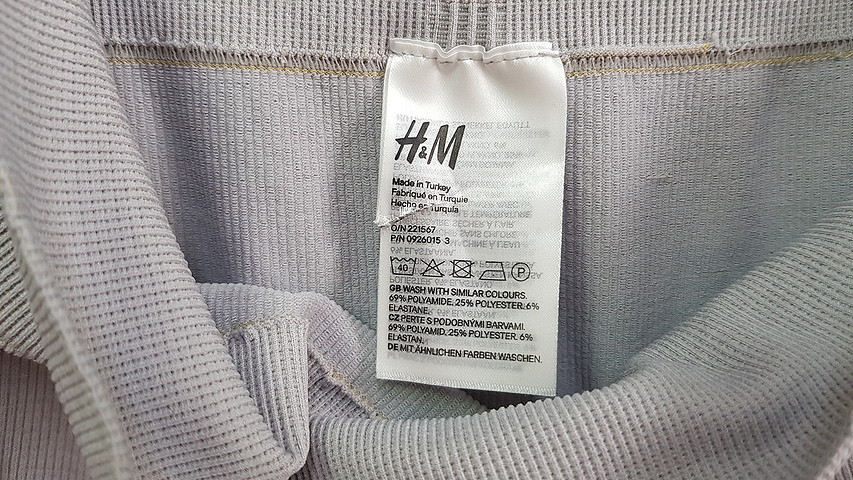 H&M
Made in Turkey
Fabriqué en Turquie
Hecho en Turquía
O/N 221567
P/N 0926015 3
40 P
GB WASH WITH SIMILAR COLOURS.
69% POLYAMIDE, 25% POLYESTER, 6%
ELASTANE.
CZ PERTE S PODOBNÝMI BARVAMI.
69% POLYAMID, 25% POLYESTER, 6%
ELASTAN.
DE MIT ÄHNLICHEN FARBEN WASCHEN.